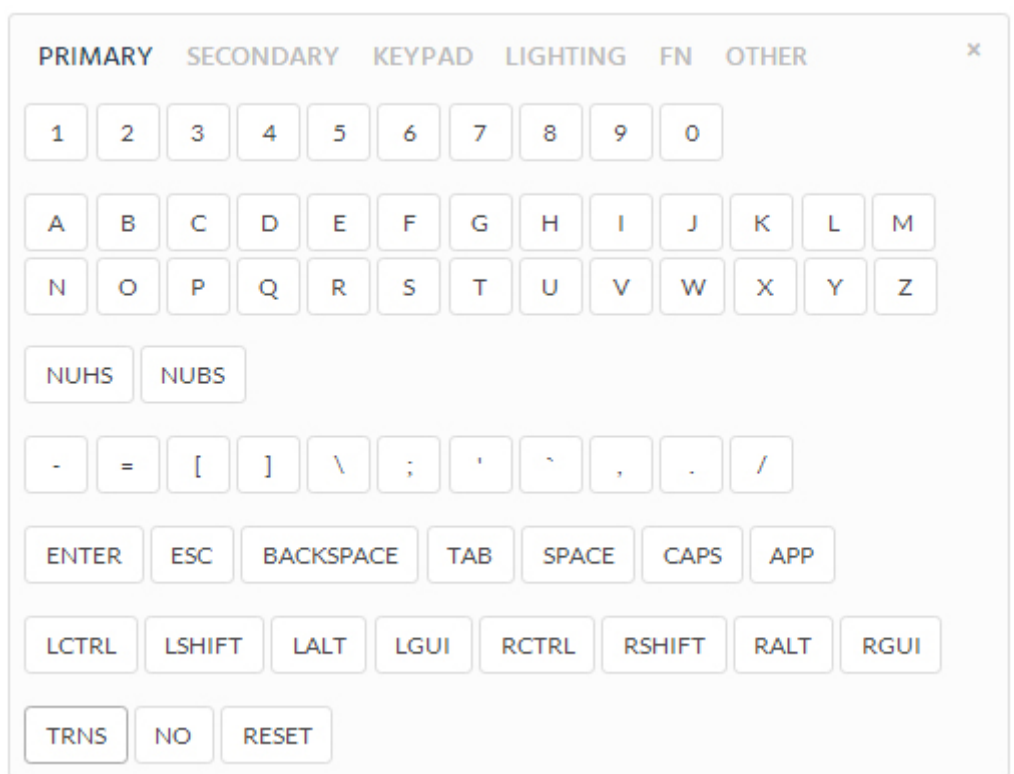 PRIMARY SECONDARY KEYPAD LIGHTING FN OTHER ×
1 2 3 4 5 6 7 8 9 0
A B C D E F G H I J K L M
N O P Q R S T U V W X Y Z
NUHS NUBS
- = [ ] \ ; ' ` , . /
ENTER ESC BACKSPACE TAB SPACE CAPS APP
LCTRL LSHIFT LALT LGUI RCTRL RSHIFT RALT RGUI
TRNS NO RESET